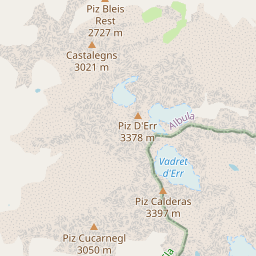 Piz Bleis
Rest
2727 m
Castalegns
3021 m
Albula
Piz D'Err
3378 m
Vadret
d'Err
Piz Calderas
3397 m
Piz Cucarnegl
3050 m